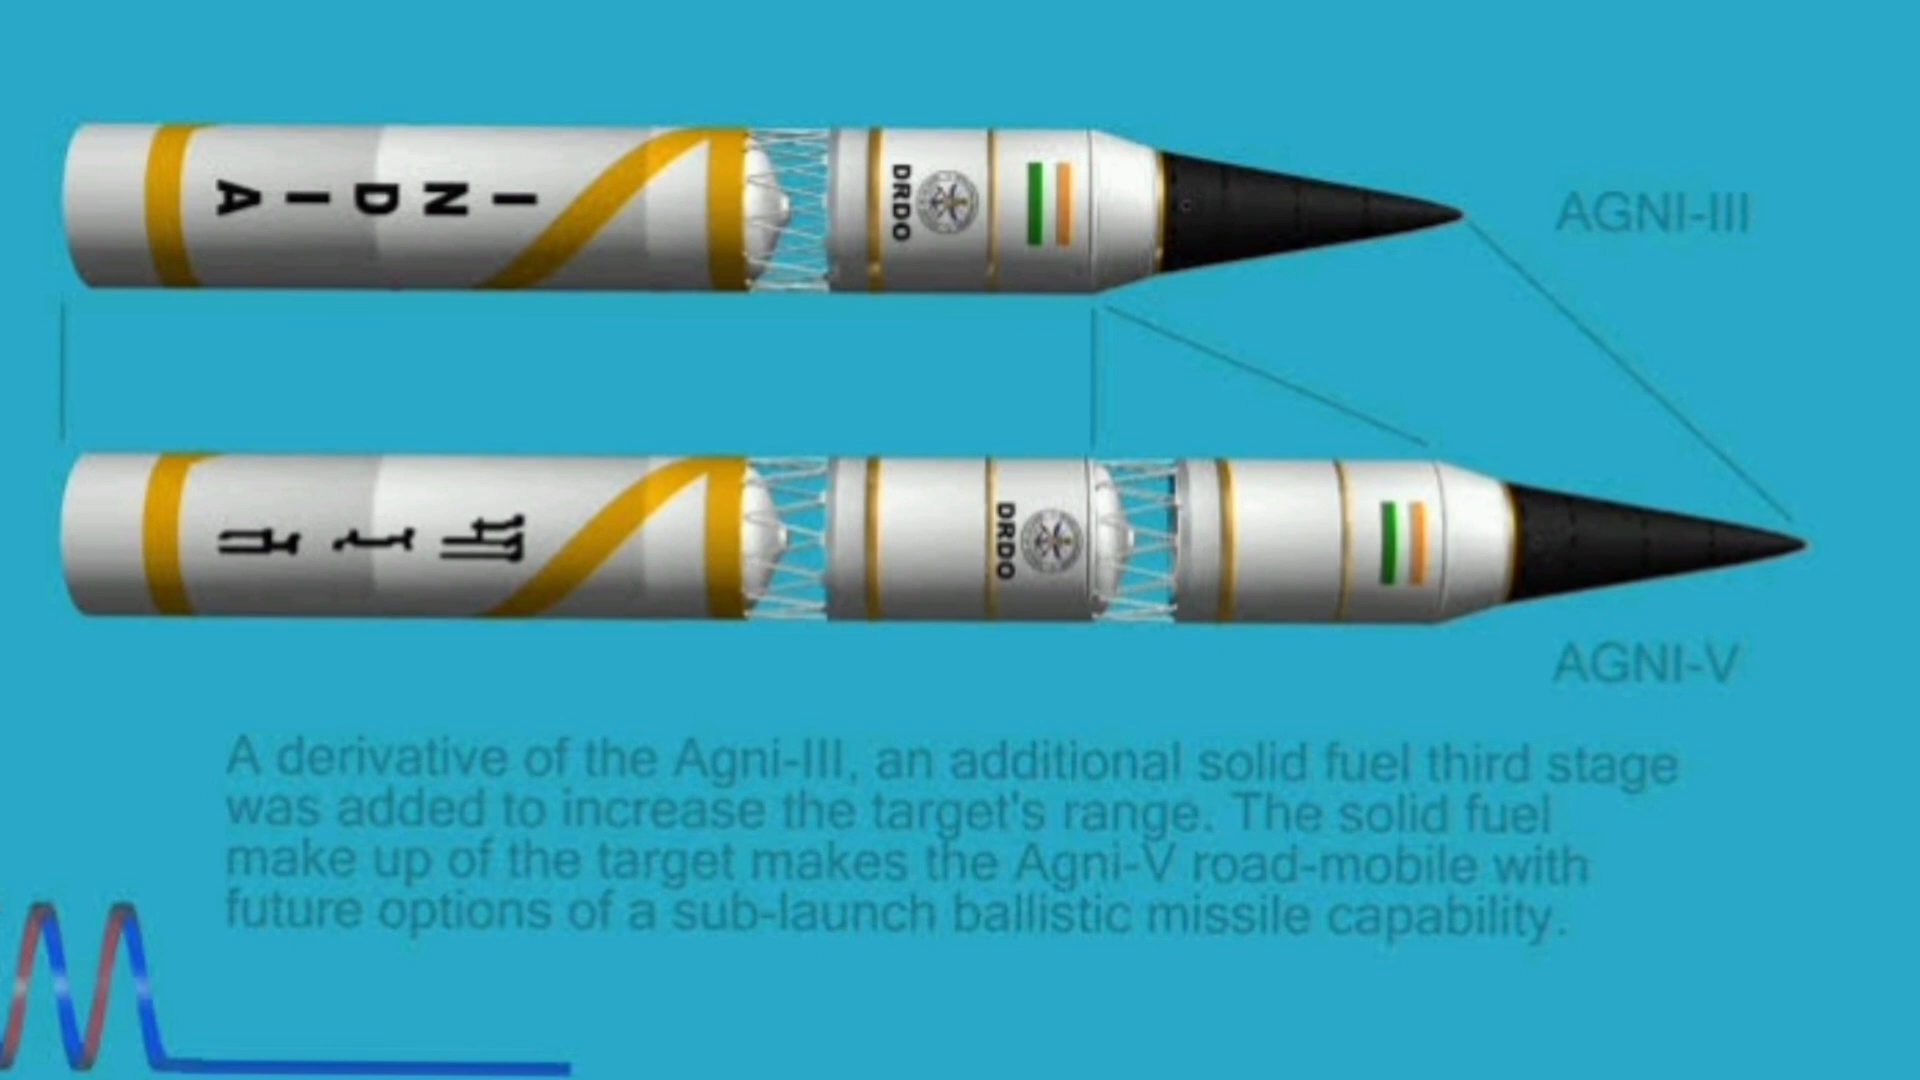 INDIA
DRDO
AGNI-III
भारत
DRDO
AGNI-V
A derivative of the Agni-III, an additional solid fuel third stage
was added to increase the target's range. The solid fuel
make up of the target makes the Agni-V road-mobile with
future options of a sub-launch ballistic missile capability.